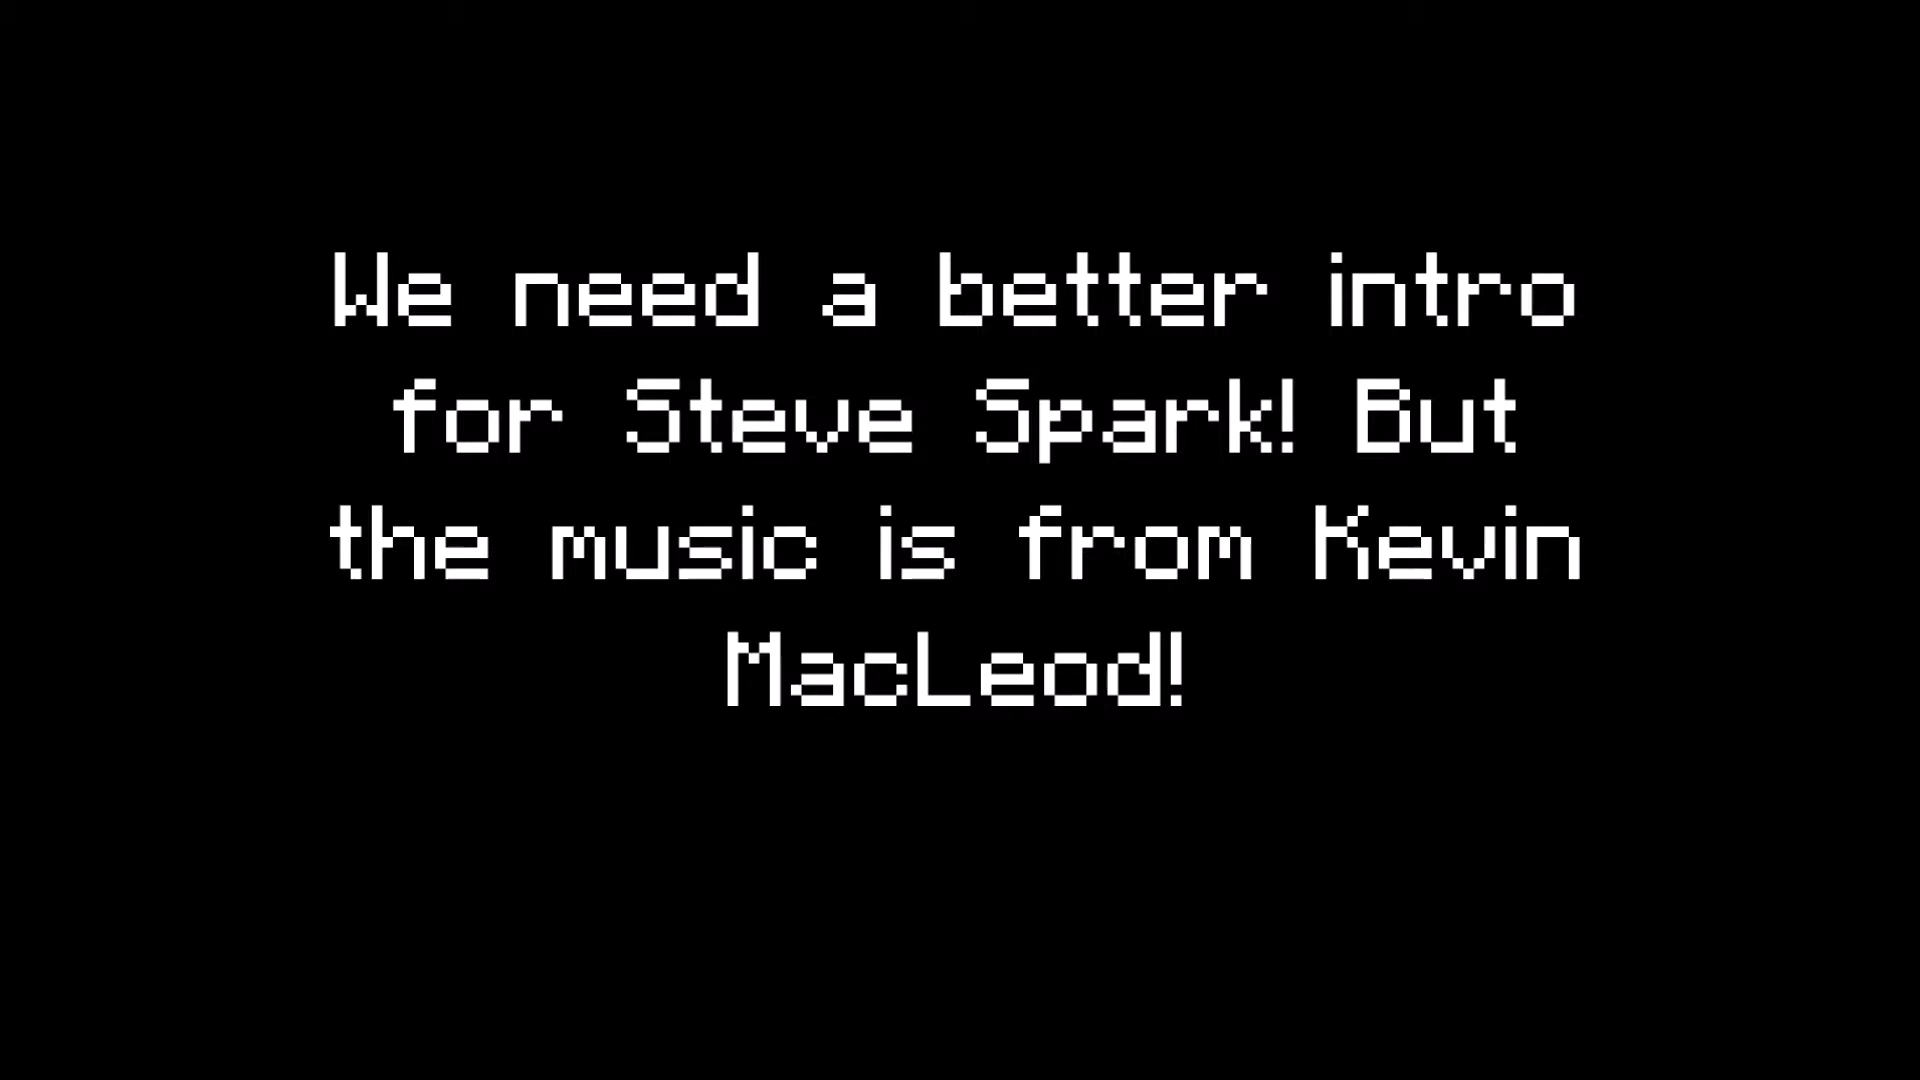 We need a better intro
for Steve Spark! But
the music is from Kevin
MacLeod!